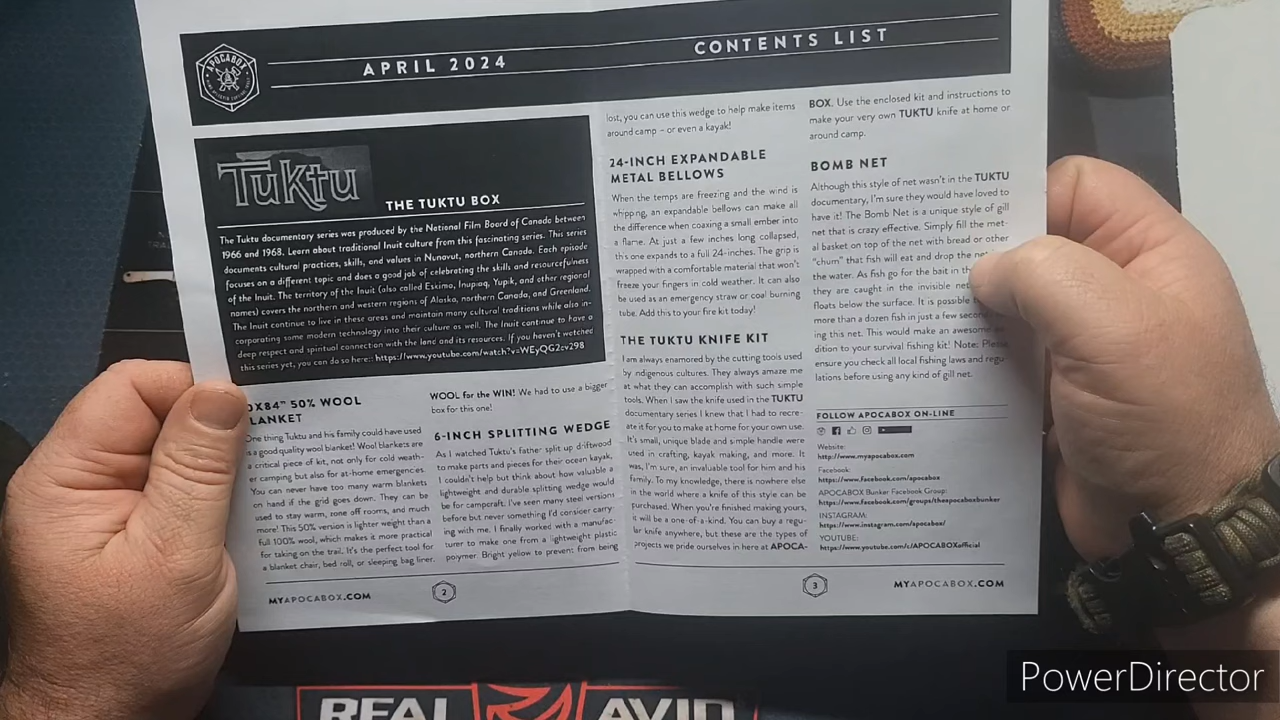 APOCABOX
APRIL 2024
CONTENTS LIST
Tuktu
THE TUKTU BOX
The Tuktu documentary series was produced by the National Film Board of Canada between
1966 and 1968. Learn about traditional Inuit culture from this fascinating series. This series
documents cultural practices, skills, and values in Nunavut, northern Canada. Each episode
focuses on a different topic and does a good job of celebrating the skills and resourcefulness
of the Inuit. The territory of the Inuit (also called Eskimo, Inupiaq, Yupik, and other regional
names) covers the northern and western regions of Alaska, northern Canada, and Greenland.
The Inuit continue to live in these areas and maintain many cultural traditions while also in-
corporating some modern technology into their culture as well. The Inuit continue to have a
deep respect and spiritual connection with the land and its resources. If you haven't watched
this series yet, you can do so here:: https://www.youtube.com/watch?v=WEyQG2cv298
0X84" 50% WOOL
LANKET
One thing Tuktu and his family could have used
is a good quality wool blanket! Wool blankets are
a critical piece of kit, not only for cold weath-
er camping but also for at-home emergences.
You can never have too many warm blankets
on hand if the grid goes down. They can be
used to stay warm, zone off rooms, and much
more! This 50% version is lighter weight than a
full 100% wool, which makes it more practical
for taking on the trail. It's the perfect tool for
a blanket chair, bed roll, or sleeping bag liner.
WOOL for the WIN! We had to use a bigger
box for this one!
6-INCH SPLITTING WEDGE
As I watched Tuktu's father split up driftwood
to make parts and pieces for their ocean kayak,
I couldn't help but think about how valuable a
lightweight and durable splitting wedge would
be for campcraft. I've seen many steel versions
before but never something I'd consider carry-
ing with me. I finally worked with a manufac-
turer to make one from a lightweight plastic
polymer. Bright yellow to prevent from being
MYAPOCABOX.COM
2
lost, you can use this wedge to help make items
around camp – or even a kayak!
24-INCH EXPANDABLE
METAL BELLOWS
When the temps are freezing and the wind is
whipping, an expandable bellows can make all
the difference when coaxing a small ember into
a flame. At just a few inches long collapsed,
this one expands to a full 24-inches. The grip is
wrapped with a comfortable material that won't
freeze your fingers in cold weather. It can also
be used as an emergency straw or coal burning
tube. Add this to your fire kit today!
THE TUKTU KNIFE KIT
I am always enamored by the cutting tools used
by indigenous cultures. They always amaze me
at what they can accomplish with such simple
tools. When I saw the knife used in the TUKTU
documentary series I knew that I had to recre-
ate it for you to make at home for your own use.
It's small, unique blade and simple handle were
used in crafting, kayak making, and more. It
was, I'm sure, an invaluable tool for him and his
family. To my knowledge, there is nowhere else
in the world where a knife of this style can be
purchased. When you're finished making yours,
it will be a one-of-a-kind. You can buy a regu-
lar knife anywhere, but these are the types of
projects we pride ourselves in here at APOCA-
BOX. Use the enclosed kit and instructions to
make your very own TUKTU knife at home or
around camp.
BOMB NET
Although this style of net wasn't in the TUKTU
documentary, I'm sure they would have loved to
have it! The Bomb Net is a unique style of gill
net that is crazy effective. Simply fill the met-
al basket on top of the net with bread or other
"chum" that fish will eat and drop the net
the water. As fish go for the bait in the
they are caught in the invisible net
floats below the surface. It is possible
more than a dozen fish in just a few secon
ing this net. This would make an awesome
dition to your survival fishing kit! Note: Please
ensure you check all local fishing laws and regu-
lations before using any kind of gill net.
FOLLOW APOCABOX ON-LINE
Website:
http://www.myapocabox.com
Facebook:
https://www.facebook.com/apocabox
APOCABOX Bunker Facebook Group:
https://www.facebook.com/groups/theapocaboxbunker
INSTAGRAM:
https://www.instagram.com/apocabox/
YOUTUBE:
https://www.youtube.com/c/APOCABOXofficial
3
MYAPOCABOX.COM
REAL AVID
PowerDirector